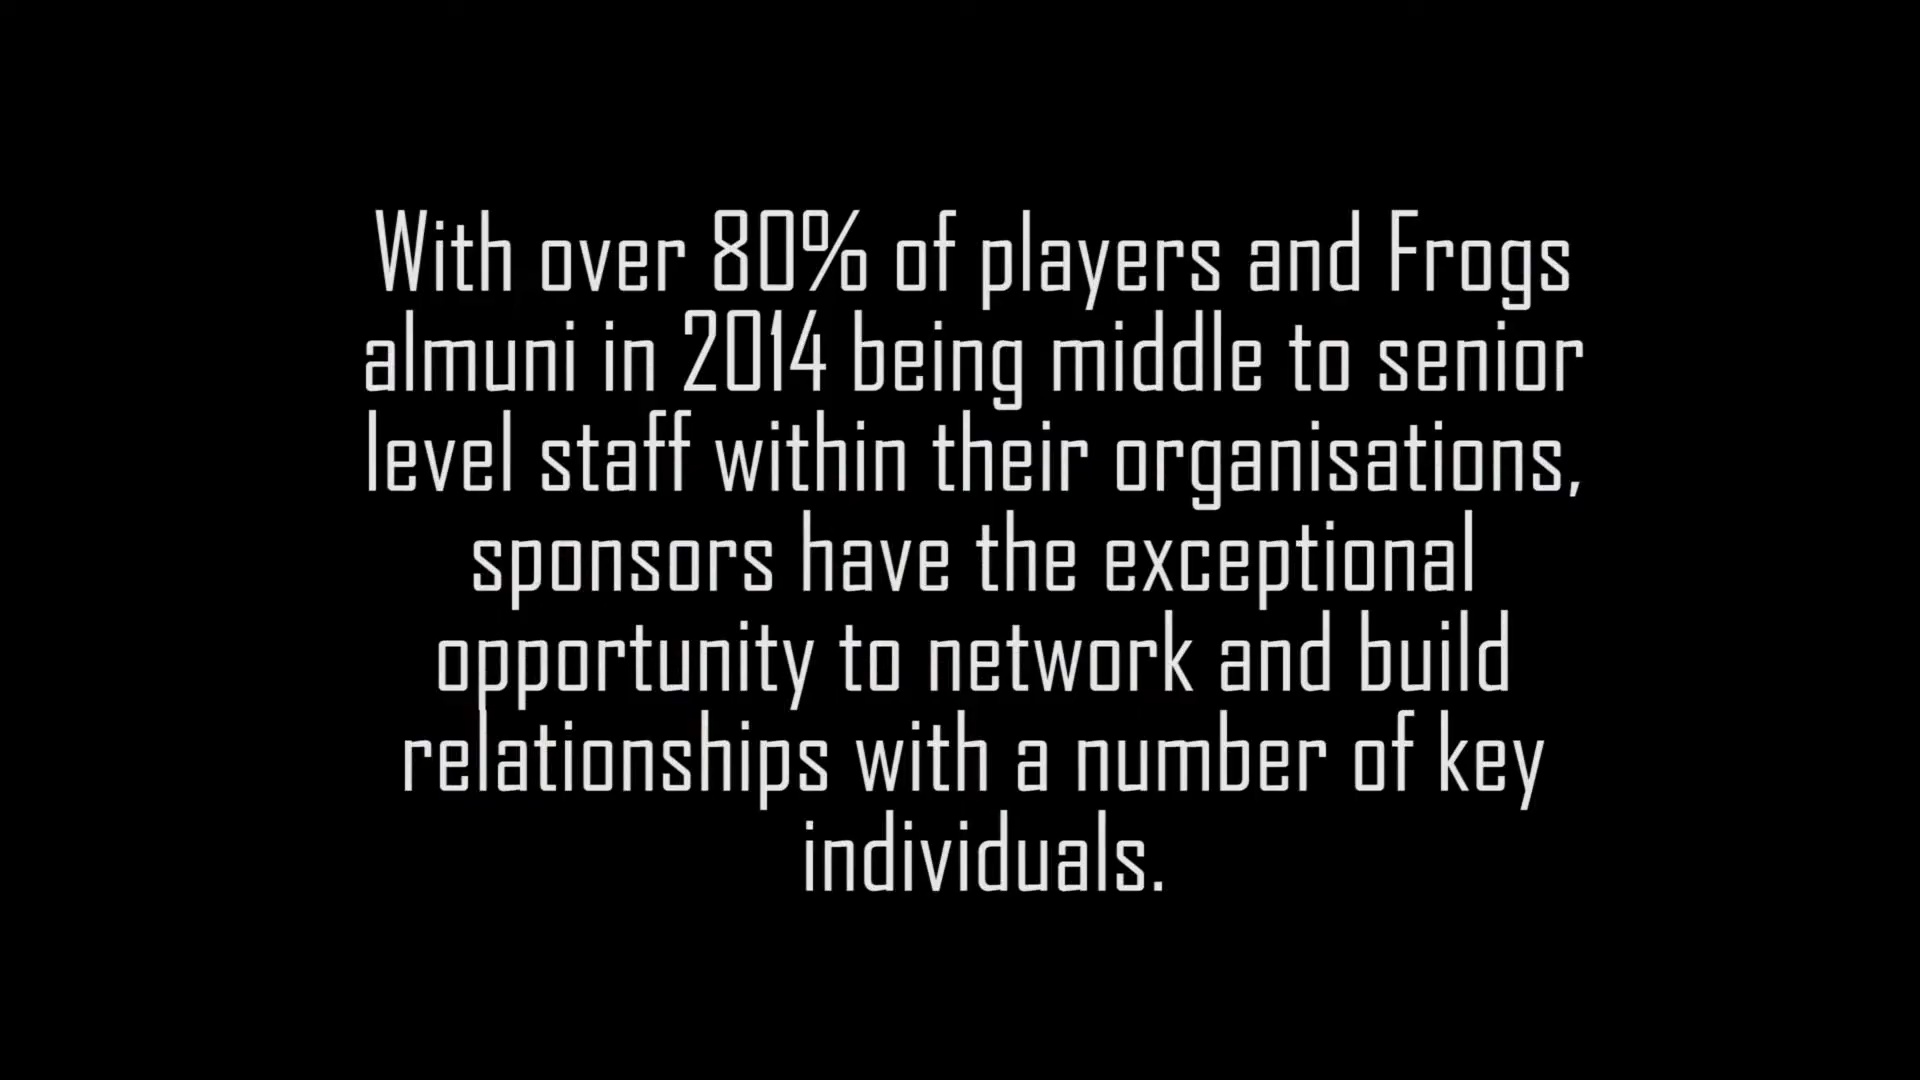 With over 80% of players and Frogs
almuni in 2014 being middle to senior
level staff within their organisations,
sponsors have the exceptional
opportunity to network and build
relationships with a number of key
individuals.